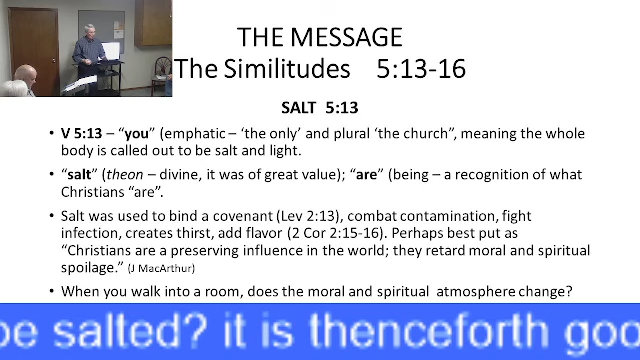 THE MESSAGE
The Similitudes 5:13-16
SALT 5:13
• V 5:13 – “you” (emphatic – ‘the only’ and plural ‘the church”, meaning the whole
body is called out to be salt and light.
• “salt” (theon – divine, it was of great value); “are” (being – a recognition of what
Christians “are”.
• Salt was used to bind a covenant (Lev 2:13), combat contamination, fight
infection, creates thirst, add flavor (2 Cor 2:15-16). Perhaps best put as
“Christians are a preserving influence in the world; they retard moral and spiritual
spoilage.” (J MacArthur)
• When you walk into a room, does the moral and spiritual atmosphere change?
be salted? it is thenceforth goo